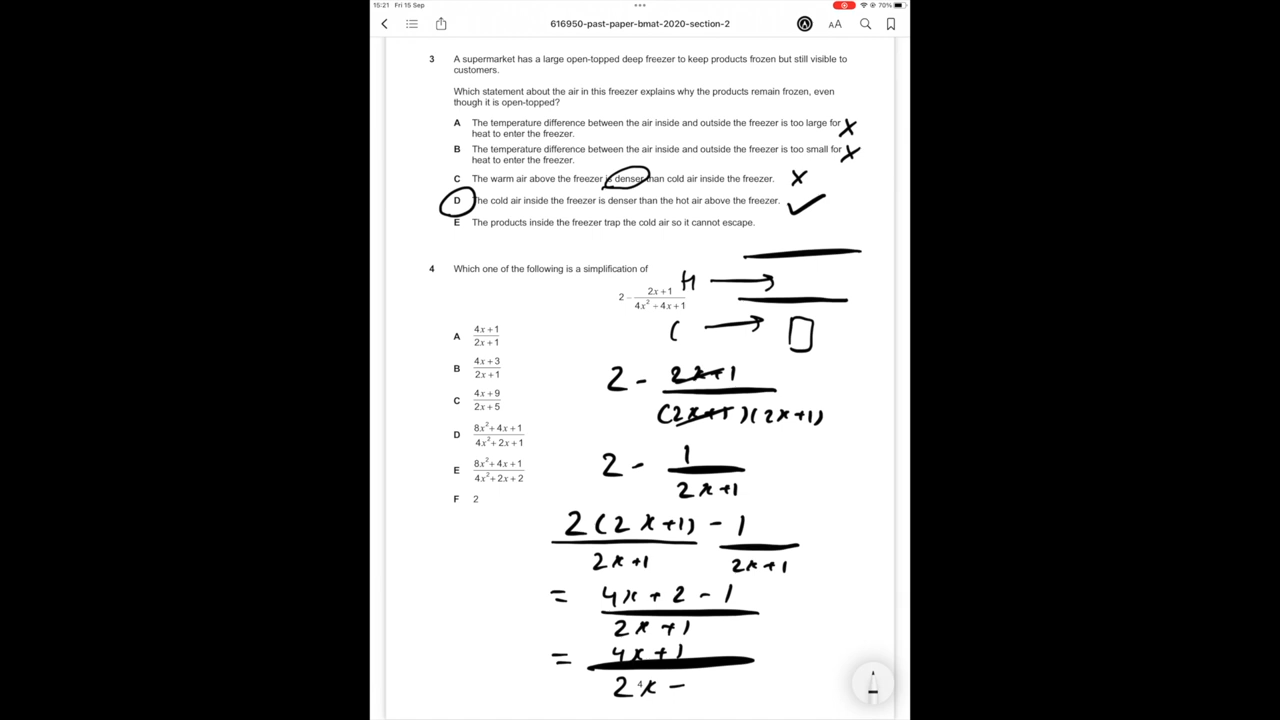 15:21 Fri 15 Sep
70%
616950-past-paper-bmat-2020-section-2
AA
3 A supermarket has a large open-topped deep freezer to keep products frozen but still visible to
customers.
Which statement about the air in this freezer explains why the products remain frozen, even
though it is open-topped?
A The temperature difference between the air inside and outside the freezer is too large for
heat to enter the freezer.
B The temperature difference between the air inside and outside the freezer is too small for
heat to enter the freezer.
C The warm air above the freezer is denser than cold air inside the freezer.
D The cold air inside the freezer is denser than the hot air above the freezer.
E The products inside the freezer trap the cold air so it cannot escape.
4 Which one of the following is a simplification of
H
2 -
2x + 1
4x² + 4x + 1
C
A
4x + 1
2x + 1
B
4x + 3
2x + 1
C
4x + 9
2x + 5
D
8x² + 4x + 1
4x² + 2x + 1
E
8x² + 4x + 1
4x² + 2x + 2
F 2
2 -
2x+1
(2x+1)(2x+1)
2 -
1
2x+1
2(2x+1) - 1
2x+1
2x+1
=
4x + 2 - 1
2x + 1
=
4x + 1
2x -
4